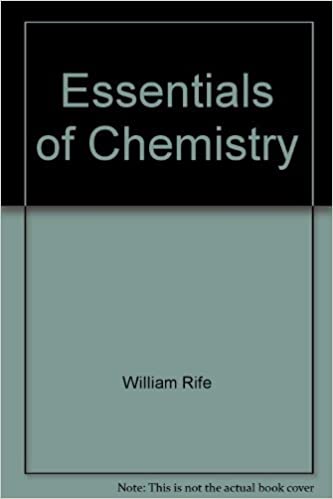 Essentials
of Chemistry
William Rife
Note: This is not the actual book cover